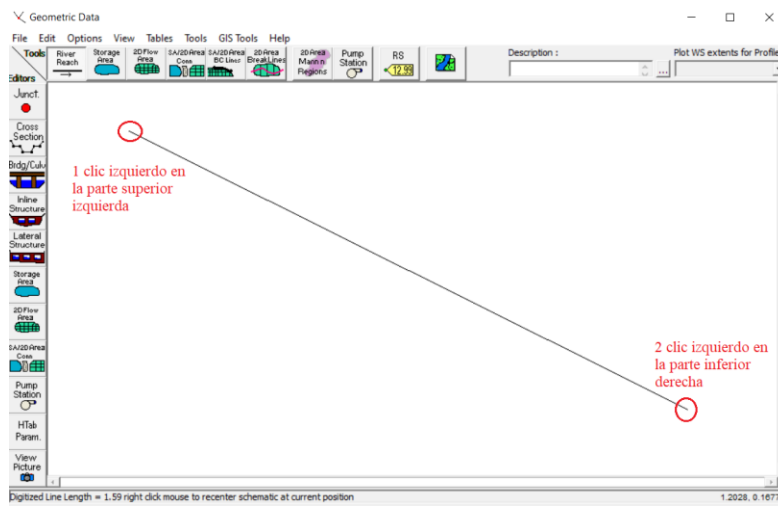 Geometric Data
File Edit Options View Tables Tools GIS Tools Help
Tools
Editors
River
Reach
Storage
Area
2D Flow
Area
SA/2D Area
Conn
SA/2D Area
BC Lines
2D Area
BreakLines
2D Area
Mann n
Regions
Pump
Station
RS
12.99
Description :
...
Plot WS extents for Profile
Junct.
Cross
Section
Brdg/Culv
Inline
Structure
Lateral
Structure
Storage
Area
2D Flow
Area
SA/2D Area
Conn
Pump
Station
HTab
Param.
View
Picture
1 clic izquierdo en
la parte superior
izquierda
2 clic izquierdo en
la parte inferior
derecha
Digitized Line Length = 1.59 right click mouse to recenter schematic at current position
1.2028, 0.1677